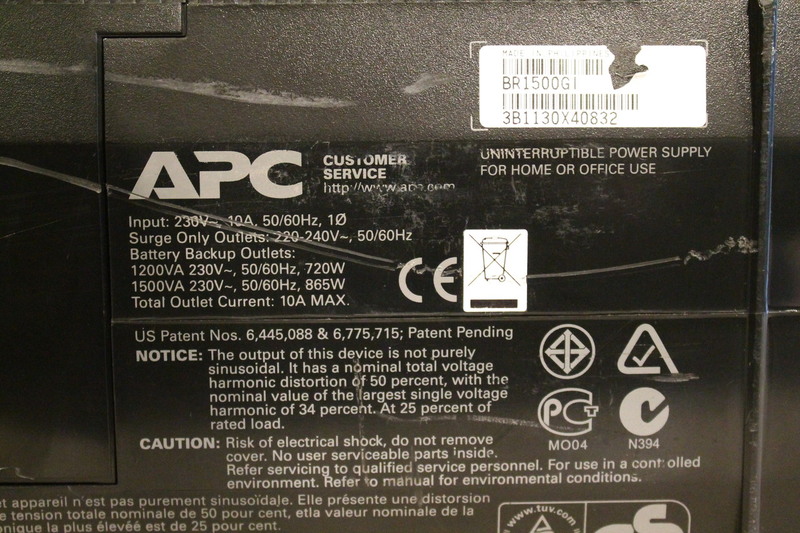 MADE IN PHILIPPINES
BR1500GI
3B1130X40832
APC
CUSTOMER
SERVICE
http://www.apc.com
UNINTERRUPTIBLE POWER SUPPLY
FOR HOME OR OFFICE USE
Input: 230V~, 10A, 50/60Hz, 1Ø
Surge Only Outlets: 220-240V~, 50/60Hz
Battery Backup Outlets:
1200VA 230V~, 50/60Hz, 720W
1500VA 230V~, 50/60Hz, 865W
Total Outlet Current: 10A MAX.
CE
US Patent Nos. 6,445,088 & 6,775,715; Patent Pending
NOTICE: The output of this device is not purely
sinusoidal. It has a nominal total voltage
harmonic distortion of 50 percent, with the
nominal value of the largest single voltage
harmonic of 34 percent. At 25 percent of
rated load.
PCT
MO04
N394
CAUTION: Risk of electrical shock, do not remove
cover. No user serviceable parts inside.
Refer servicing to qualified service personnel. For use in a controlled
environment. Refer to manual for environmental conditions.
et appareil n'est pas purement sinusoïdale. Elle présente une distortion
e tension totale nominale de 50 pour cent, etla valeur nominale de la
onique la plus élevéé est de 25 pour cent.
www.tuv.com
GS